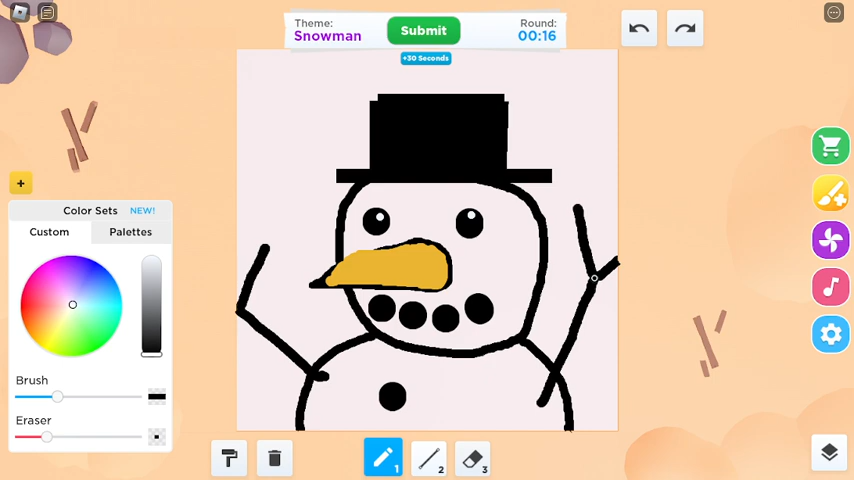 Theme:
Snowman
Submit
Round:
00:16
+30 Seconds
+
Color Sets NEW!
Custom Palettes
Brush
Eraser
1
2
3